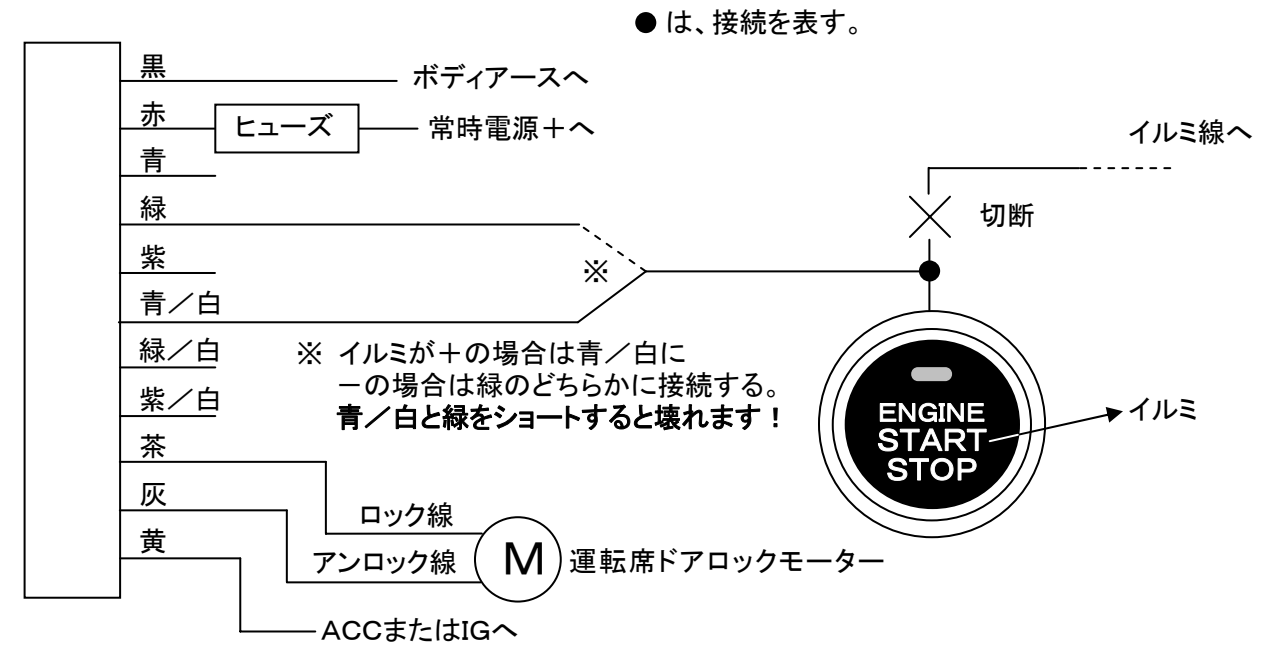 ● は、接続を表す。
黒
ボディアースへ
赤
ヒューズ
常時電源＋へ
イルミ線へ
青
緑
切断
紫
※
青／白
緑／白
※ イルミが＋の場合は青／白に
－の場合は緑のどちらかに接続する。
青／白と緑をショートすると壊れます！
紫／白
ENGINE
START
STOP
イルミ
茶
灰
ロック線
黄
アンロック線
M
運転席ドアロックモーター
ACCまたはIGへ